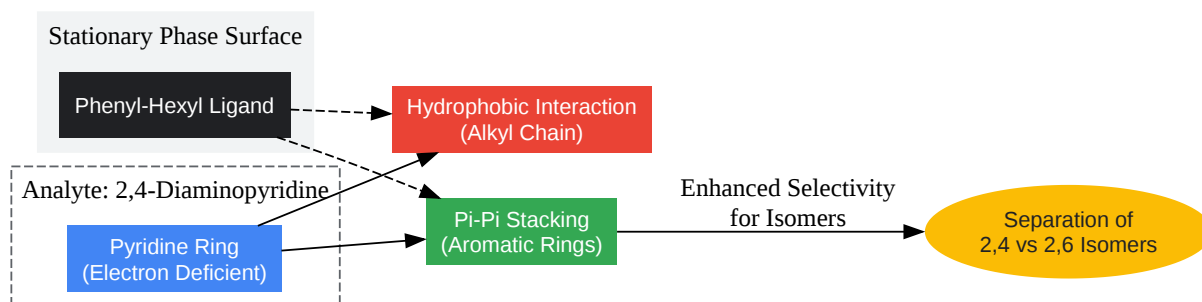 Stationary Phase Surface
Phenyl-Hexyl Ligand
Hydrophobic Interaction
(Alkyl Chain)
Analyte: 2,4-Diaminopyridine
Pyridine Ring
(Electron Deficient)
Pi-Pi Stacking
(Aromatic Rings)
Enhanced Selectivity
for Isomers
Separation of
2,4 vs 2,6 Isomers